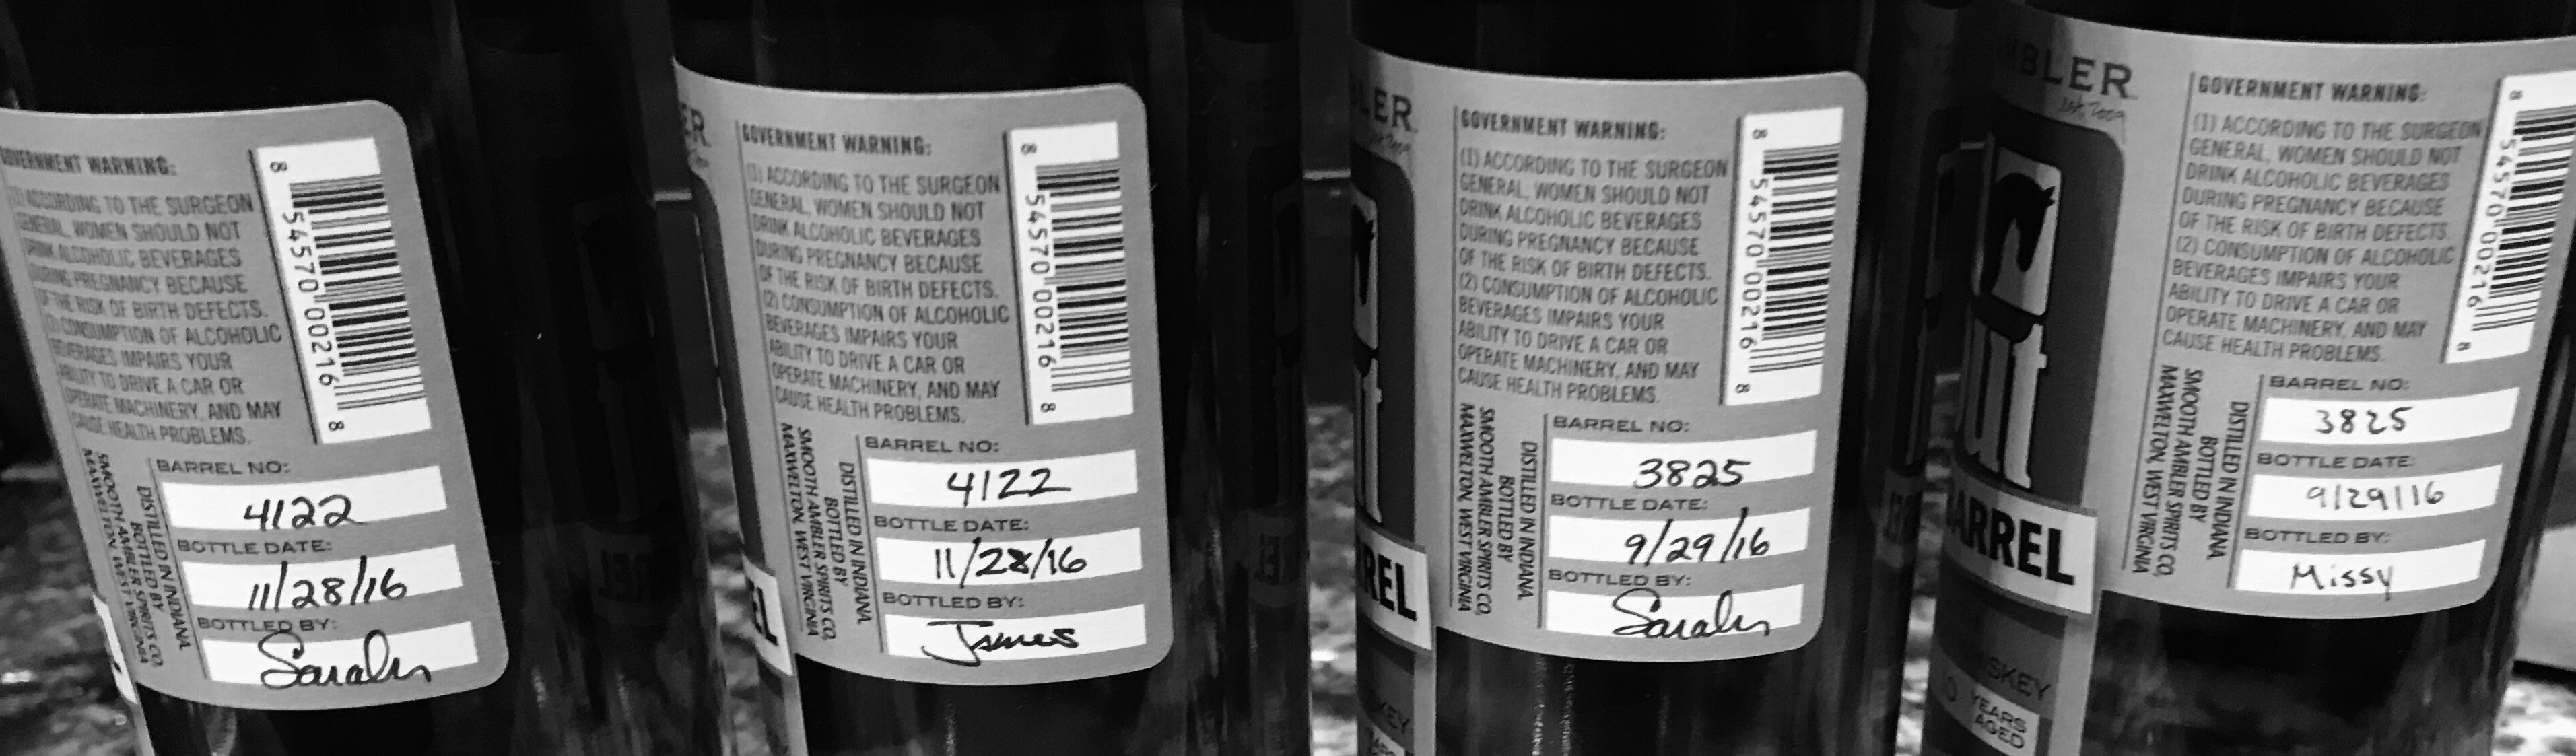 GOVERNMENT WARNING:
(1) ACCORDING TO THE SURGEON
GENERAL, WOMEN SHOULD NOT
DRINK ALCOHOLIC BEVERAGES
DURING PREGNANCY BECAUSE
OF THE RISK OF BIRTH DEFECTS.
(2) CONSUMPTION OF ALCOHOLIC
BEVERAGES IMPAIRS YOUR
ABILITY TO DRIVE A CAR OR
OPERATE MACHINERY, AND MAY
CAUSE HEALTH PROBLEMS.
8 54570 00216 8
SMOOTH AMBLER SPIRITS CO.
MAXWELTON, WEST VIRGINIA
DISTILLED IN INDIANA
BOTTLED BY
BARREL NO:
4122
BOTTLE DATE:
11/28/16
BOTTLED BY:
Sarah
ER
GOVERNMENT WARNING:
(1) ACCORDING TO THE SURGEON
GENERAL, WOMEN SHOULD NOT
DRINK ALCOHOLIC BEVERAGES
DURING PREGNANCY BECAUSE
OF THE RISK OF BIRTH DEFECTS.
(2) CONSUMPTION OF ALCOHOLIC
BEVERAGES IMPAIRS YOUR
ABILITY TO DRIVE A CAR OR
OPERATE MACHINERY, AND MAY
CAUSE HEALTH PROBLEMS.
8 54570 00216 8
DISTILLED IN INDIANA
BOTTLED BY
SMOOTH AMBLER SPIRITS CO.
MAXWELTON, WEST VIRGINIA
BARREL NO:
4122
BOTTLE DATE:
11/28/16
BOTTLED BY:
James
EL
LER
GOVERNMENT WARNING:
(1) ACCORDING TO THE SURGEON
GENERAL, WOMEN SHOULD NOT
DRINK ALCOHOLIC BEVERAGES
DURING PREGNANCY BECAUSE
OF THE RISK OF BIRTH DEFECTS.
(2) CONSUMPTION OF ALCOHOLIC
BEVERAGES IMPAIRS YOUR
ABILITY TO DRIVE A CAR OR
OPERATE MACHINERY, AND MAY
CAUSE HEALTH PROBLEMS.
8 54570 00216 8
DISTILLED IN INDIANA
BOTTLED BY
SMOOTH AMBLER SPIRITS CO.
MAXWELTON, WEST VIRGINIA
BARREL NO:
3825
BOTTLE DATE:
9/29/16
BOTTLED BY:
Sarah
REL
KEY
MBLER
est. 2009
GOVERNMENT WARNING:
(1) ACCORDING TO THE SURGEON
GENERAL, WOMEN SHOULD NOT
DRINK ALCOHOLIC BEVERAGES
DURING PREGNANCY BECAUSE
OF THE RISK OF BIRTH DEFECTS.
(2) CONSUMPTION OF ALCOHOLIC
BEVERAGES IMPAIRS YOUR
ABILITY TO DRIVE A CAR OR
OPERATE MACHINERY, AND MAY
CAUSE HEALTH PROBLEMS.
8 54570 00216 8
DISTILLED IN INDIANA
BOTTLED BY
SMOOTH AMBLER SPIRITS CO.
MAXWELTON, WEST VIRGINIA
BARREL NO:
3825
BOTTLE DATE:
9/29/16
BOTTLED BY:
Missy
ut
ARREL
ISKEY
YEARS
AGED